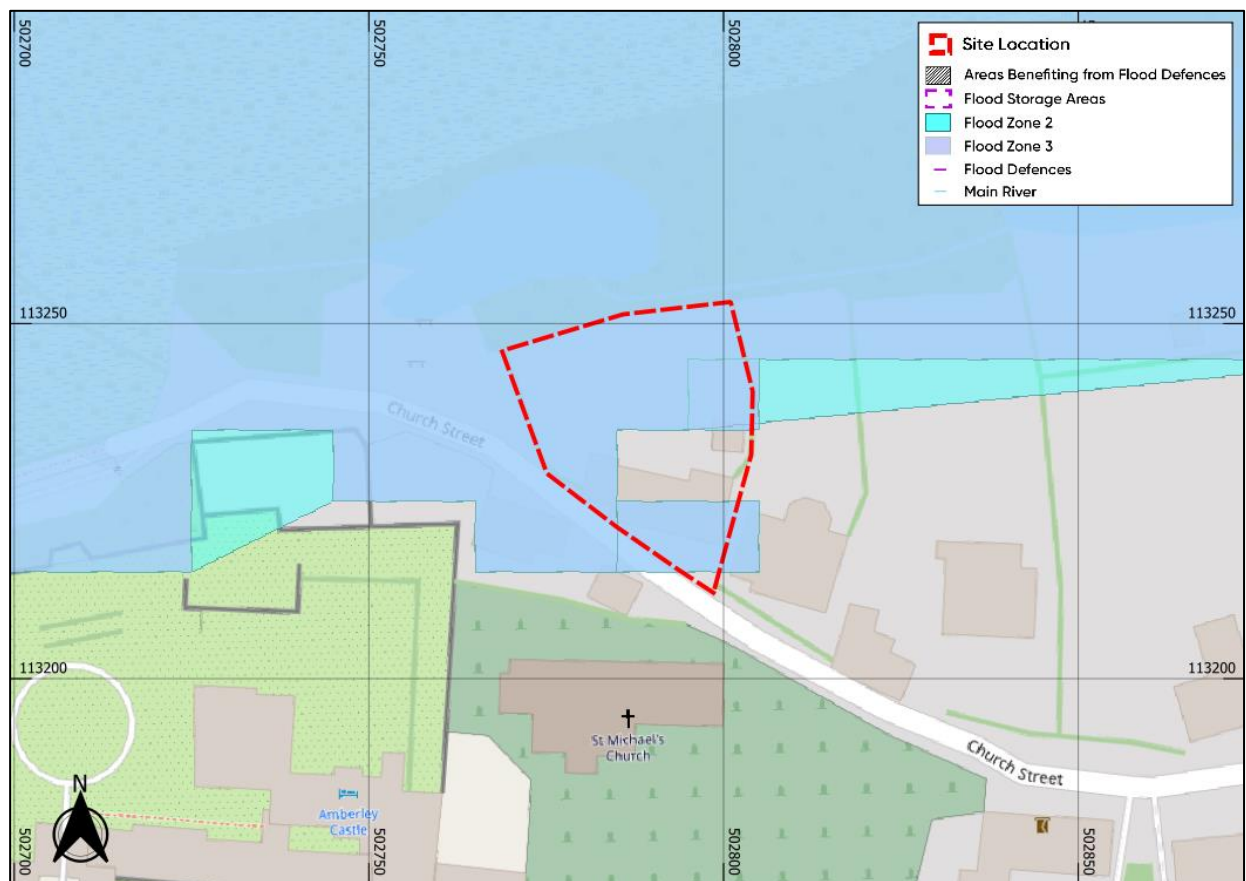 502700
502750
502800
Site Location
Areas Benefiting from Flood Defences
Flood Storage Areas
Flood Zone 2
Flood Zone 3
Flood Defences
Main River
113250
113250
Church Street
113200
113200
St Michael's
Church
Church Street
N
Amberley
Castle
502700
502750
502800
502850